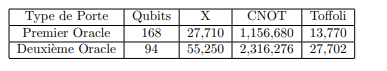 Type de Porte Qubits X CNOT Toffoli
Premier Oracle 168 27,710 1,156,680 13,770
Deuxième Oracle 94 55,250 2,316,276 27,702